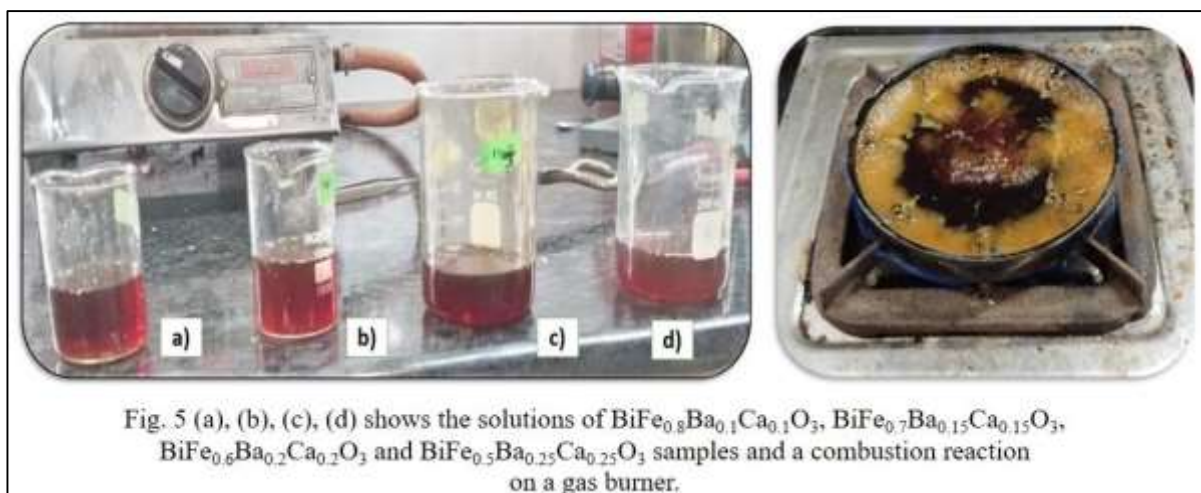 a)
b)
c)
d)
Fig. 5 (a), (b), (c), (d) shows the solutions of BiFe₀.₈Ba₀.₁Ca₀.₁O₃, BiFe₀.₇Ba₀.₁₅Ca₀.₁₅O₃,
BiFe₀.₆Ba₀.₂Ca₀.₂O₃ and BiFe₀.₅Ba₀.₂₅Ca₀.₂₅O₃ samples and a combustion reaction
on a gas burner.